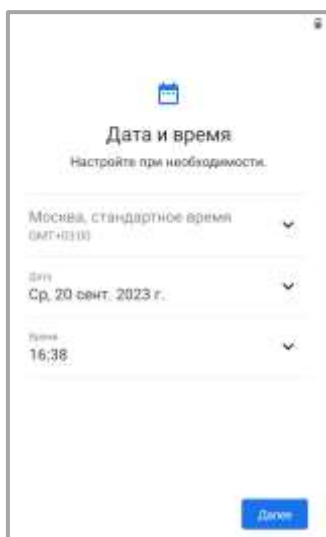 Дата и время
Настройте при необходимости.
Москва, стандартное время
GMT+03:00
Дата
Ср, 20 сент. 2023 г.
Время
16:38
Далее